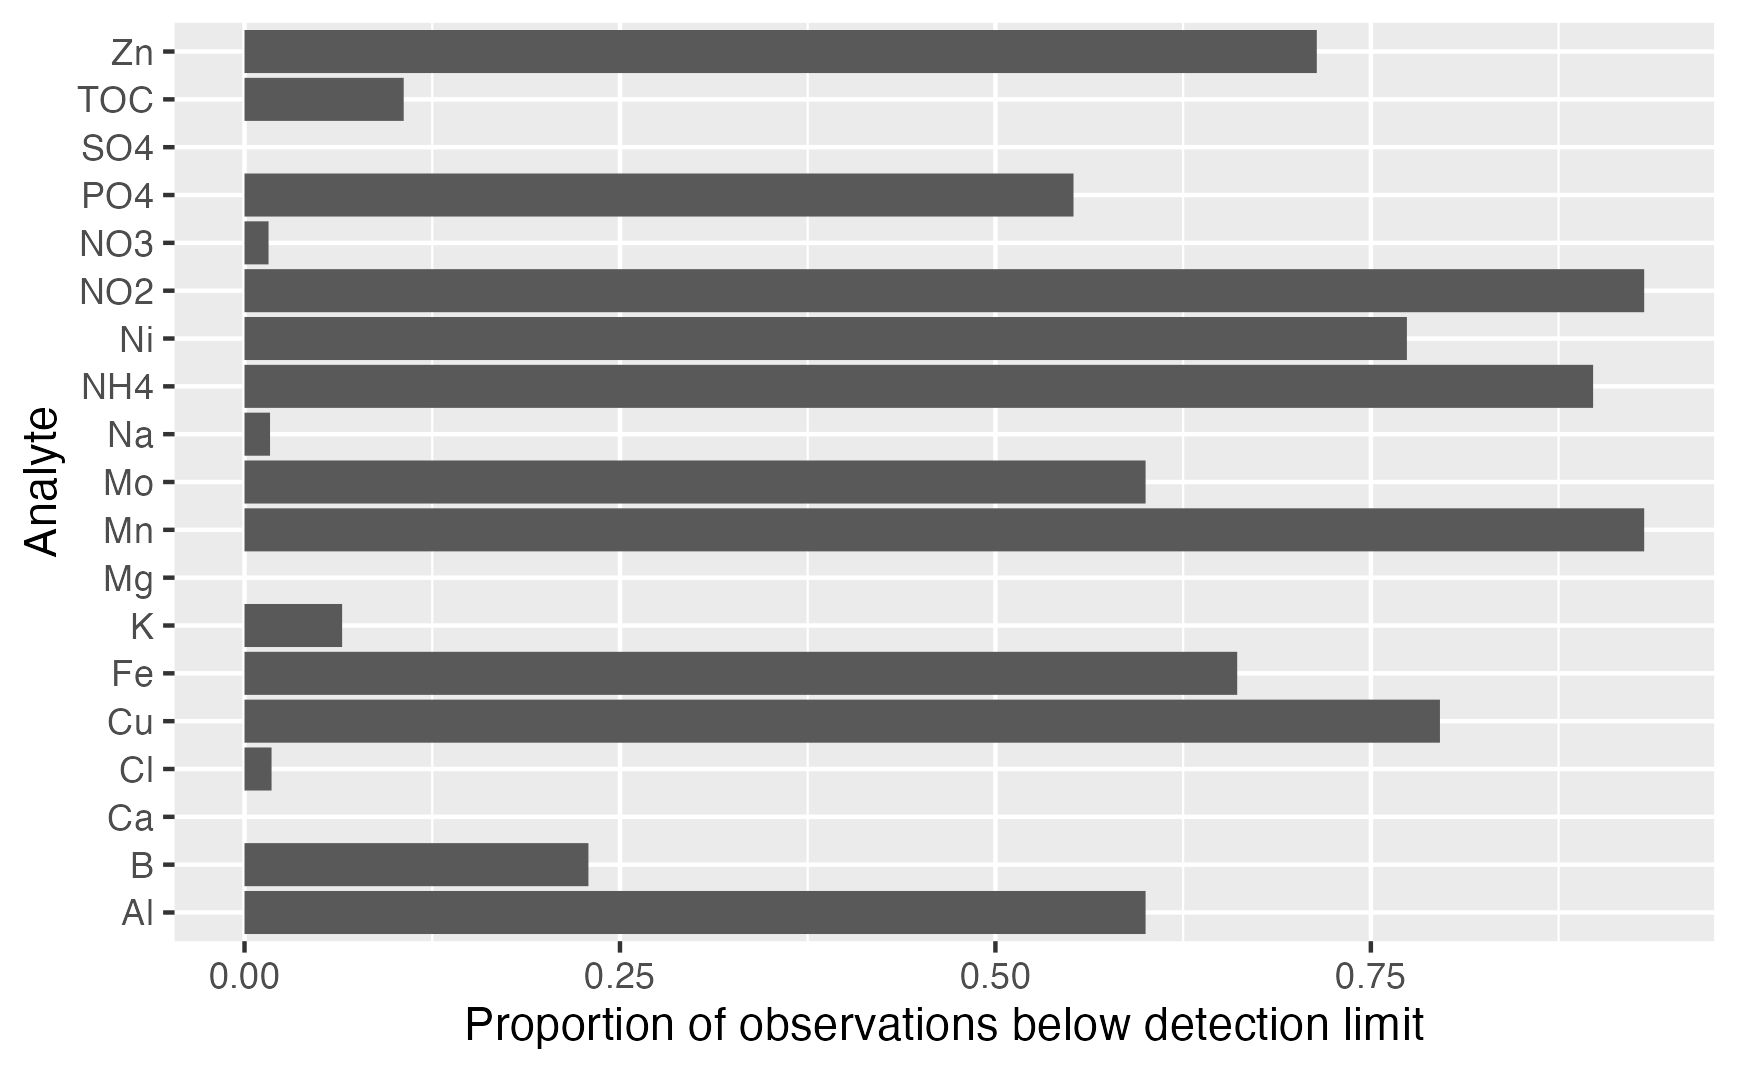 Zn
TOC
SO4
PO4
NO3
NO2
Ni
NH4
Na
Mo
Mn
Mg
K
Fe
Cu
Cl
Ca
B
Al
Analyte
0.00 0.25 0.50 0.75
Proportion of observations below detection limit